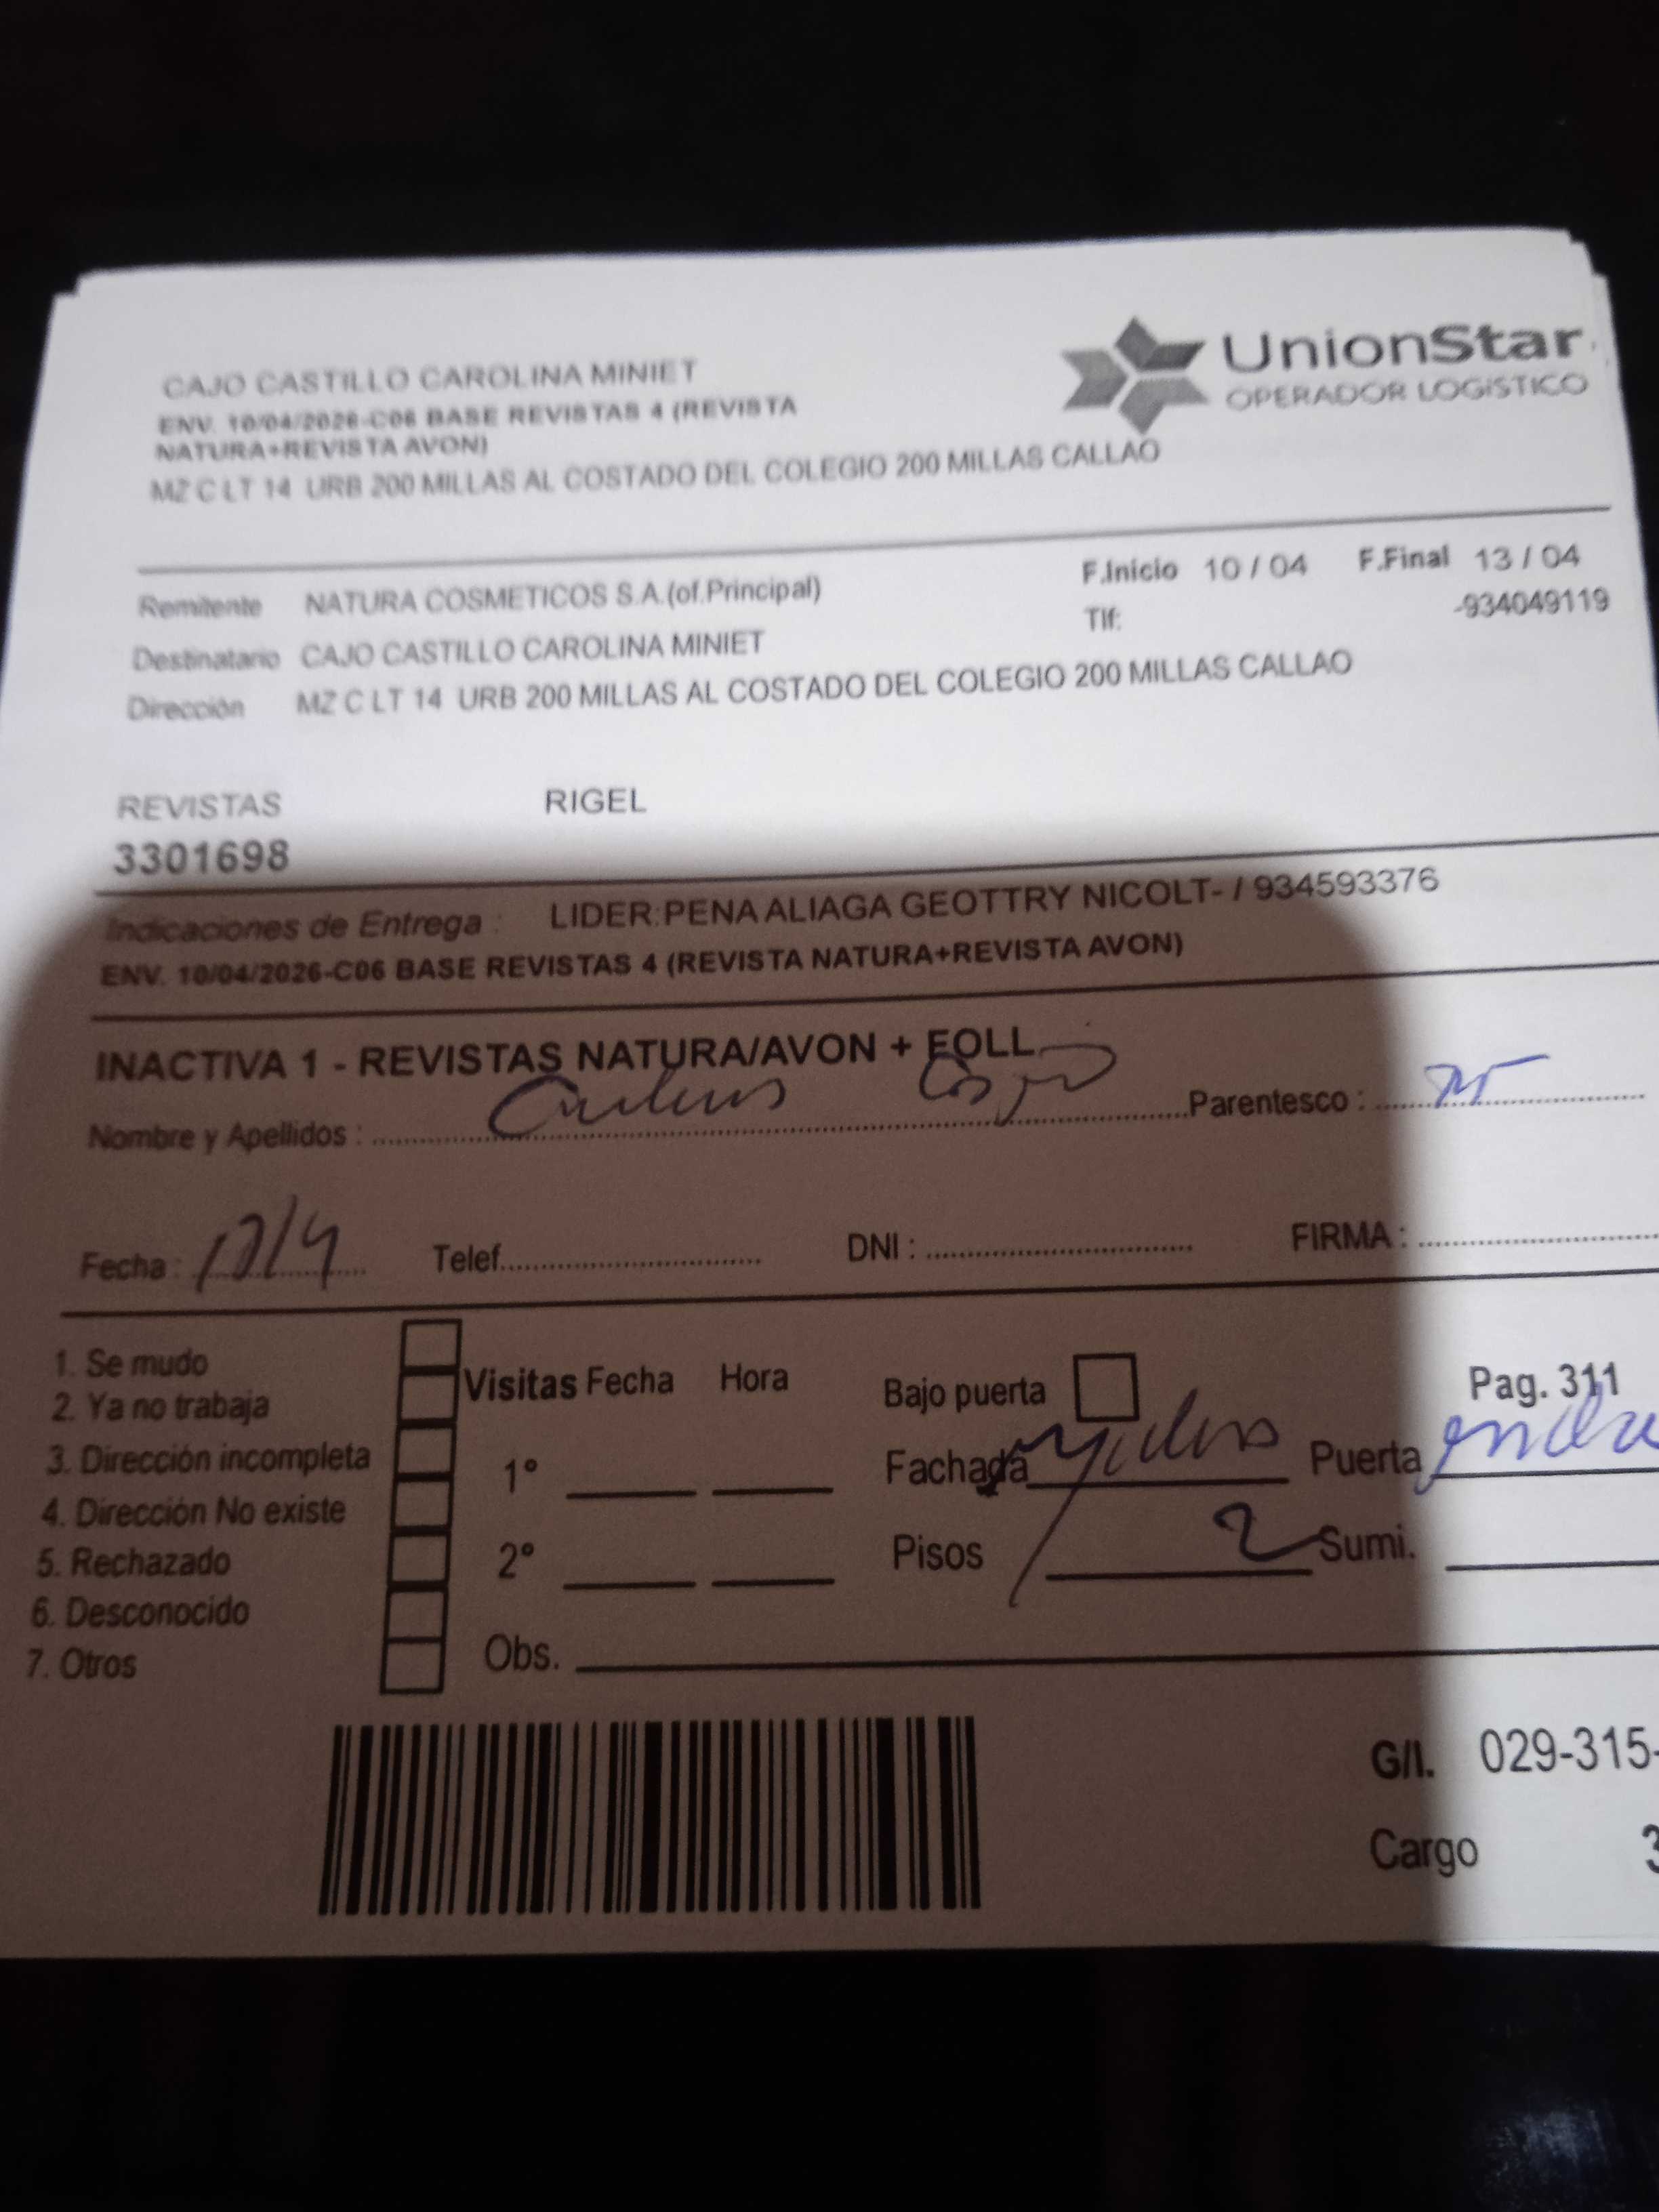 UnionStar
OPERADOR LOGíSTICO
CAJO CASTILLO CAROLINA MINIET
ENV. 10/04/2026-C06 BASE REVISTAS 4 (REVISTA
NATURA+REVISTA AVON)
MZ C LT 14 URB 200 MILLAS AL COSTADO DEL COLEGIO 200 MILLAS CALLAO
Remitente NATURA COSMETICOS S.A.(of.Principal) F.Inicio 10 / 04 F.Final 13 / 04
Tlf: -934049119
Destinatario CAJO CASTILLO CAROLINA MINIET
Dirección MZ C LT 14 URB 200 MILLAS AL COSTADO DEL COLEGIO 200 MILLAS CALLAO
REVISTAS RIGEL
3301698
Indicaciones de Entrega : LIDER:PENA ALIAGA GEOTTRY NICOLT- / 934593376
ENV. 10/04/2026-C06 BASE REVISTAS 4 (REVISTA NATURA+REVISTA AVON)
INACTIVA 1 - REVISTAS NATURA/AVON + FOLL
Nombre y Apellidos : Parentesco :
Fecha : Telef. DNI : FIRMA :
1. Se mudo
2. Ya no trabaja
3. Dirección incompleta
4. Dirección No existe
5. Rechazado
6. Desconocido
7. Otros
Visitas Fecha Hora
1°
2°
Obs.
Bajo puerta Pag. 311
Fachada Puerta
Pisos 2 Sumi.
G/I. 029-315-
Cargo 3